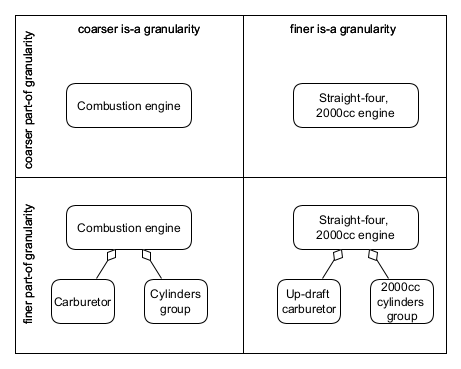 coarser is-a granularity
finer is-a granularity
coarser part-of granularity
Combustion engine
Straight-four,
2000cc engine
finer part-of granularity
Combustion engine
Straight-four,
2000cc engine
Carburetor
Cylinders
group
Up-draft
carburetor
2000cc
cylinders
group